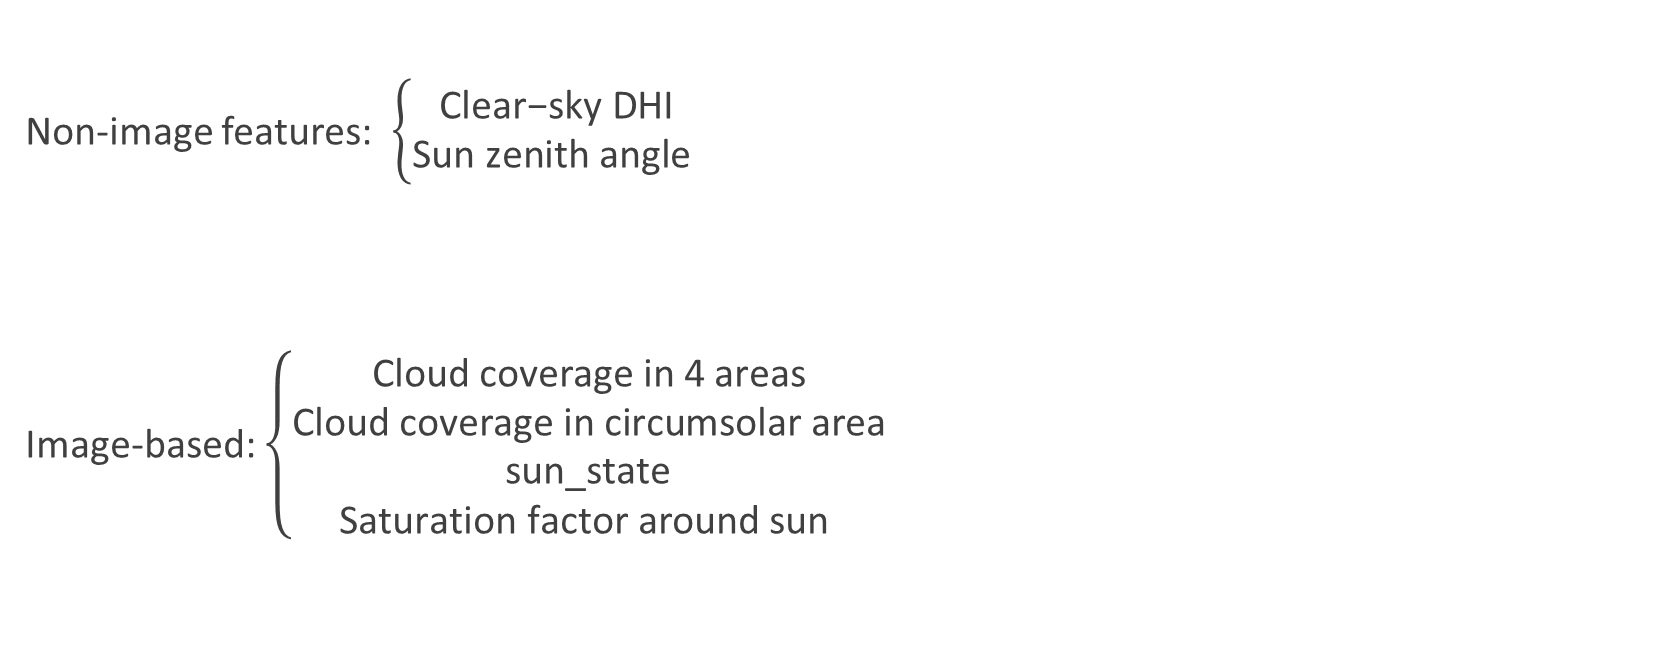 Non-image features:
Clear−sky DHI
Sun zenith angle
Image-based:
Cloud coverage in 4 areas
Cloud coverage in circumsolar area
sun_state
Saturation factor around sun